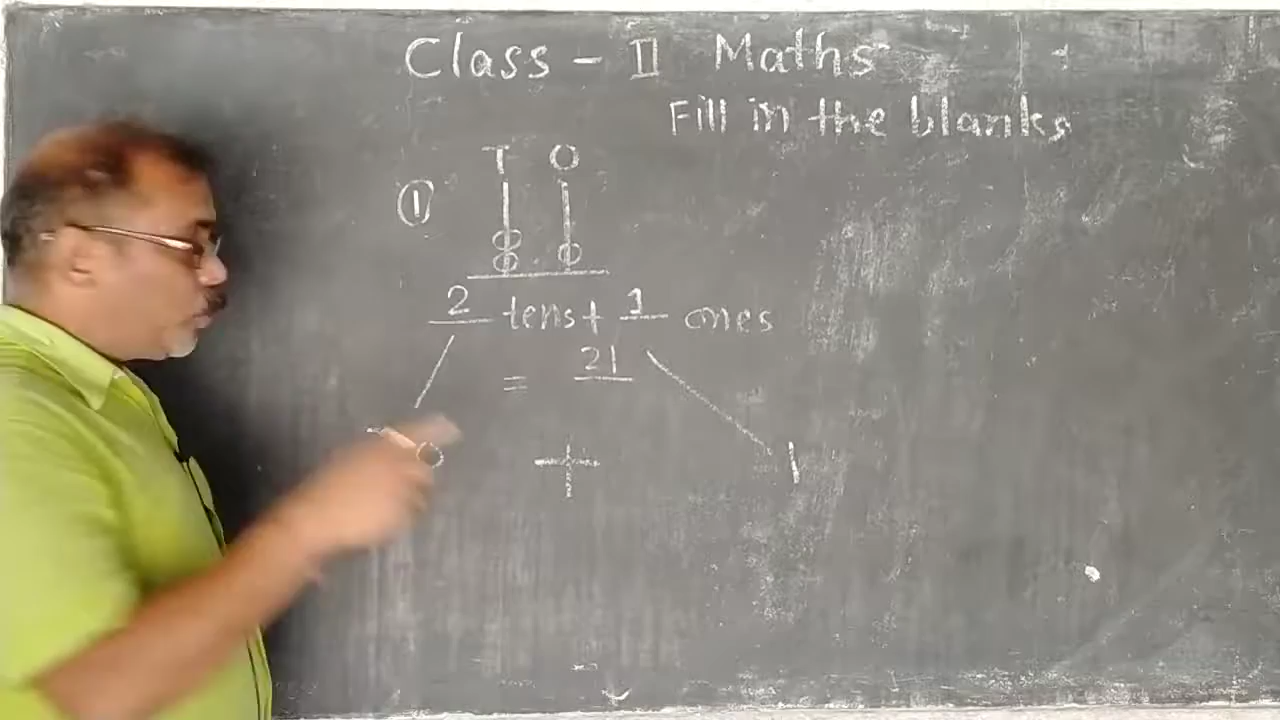 Class - II Maths
Fill in the blanks
① T O
2 tens + 1 ones
= 21
+ 1